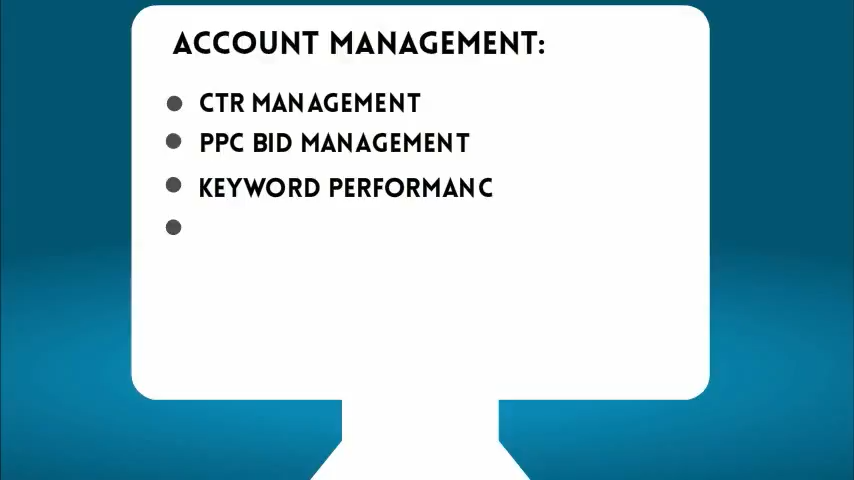 ACCOUNT MANAGEMENT:
CTR MANAGEMENT
PPC BID MANAGEMENT
KEYWORD PERFORMANC